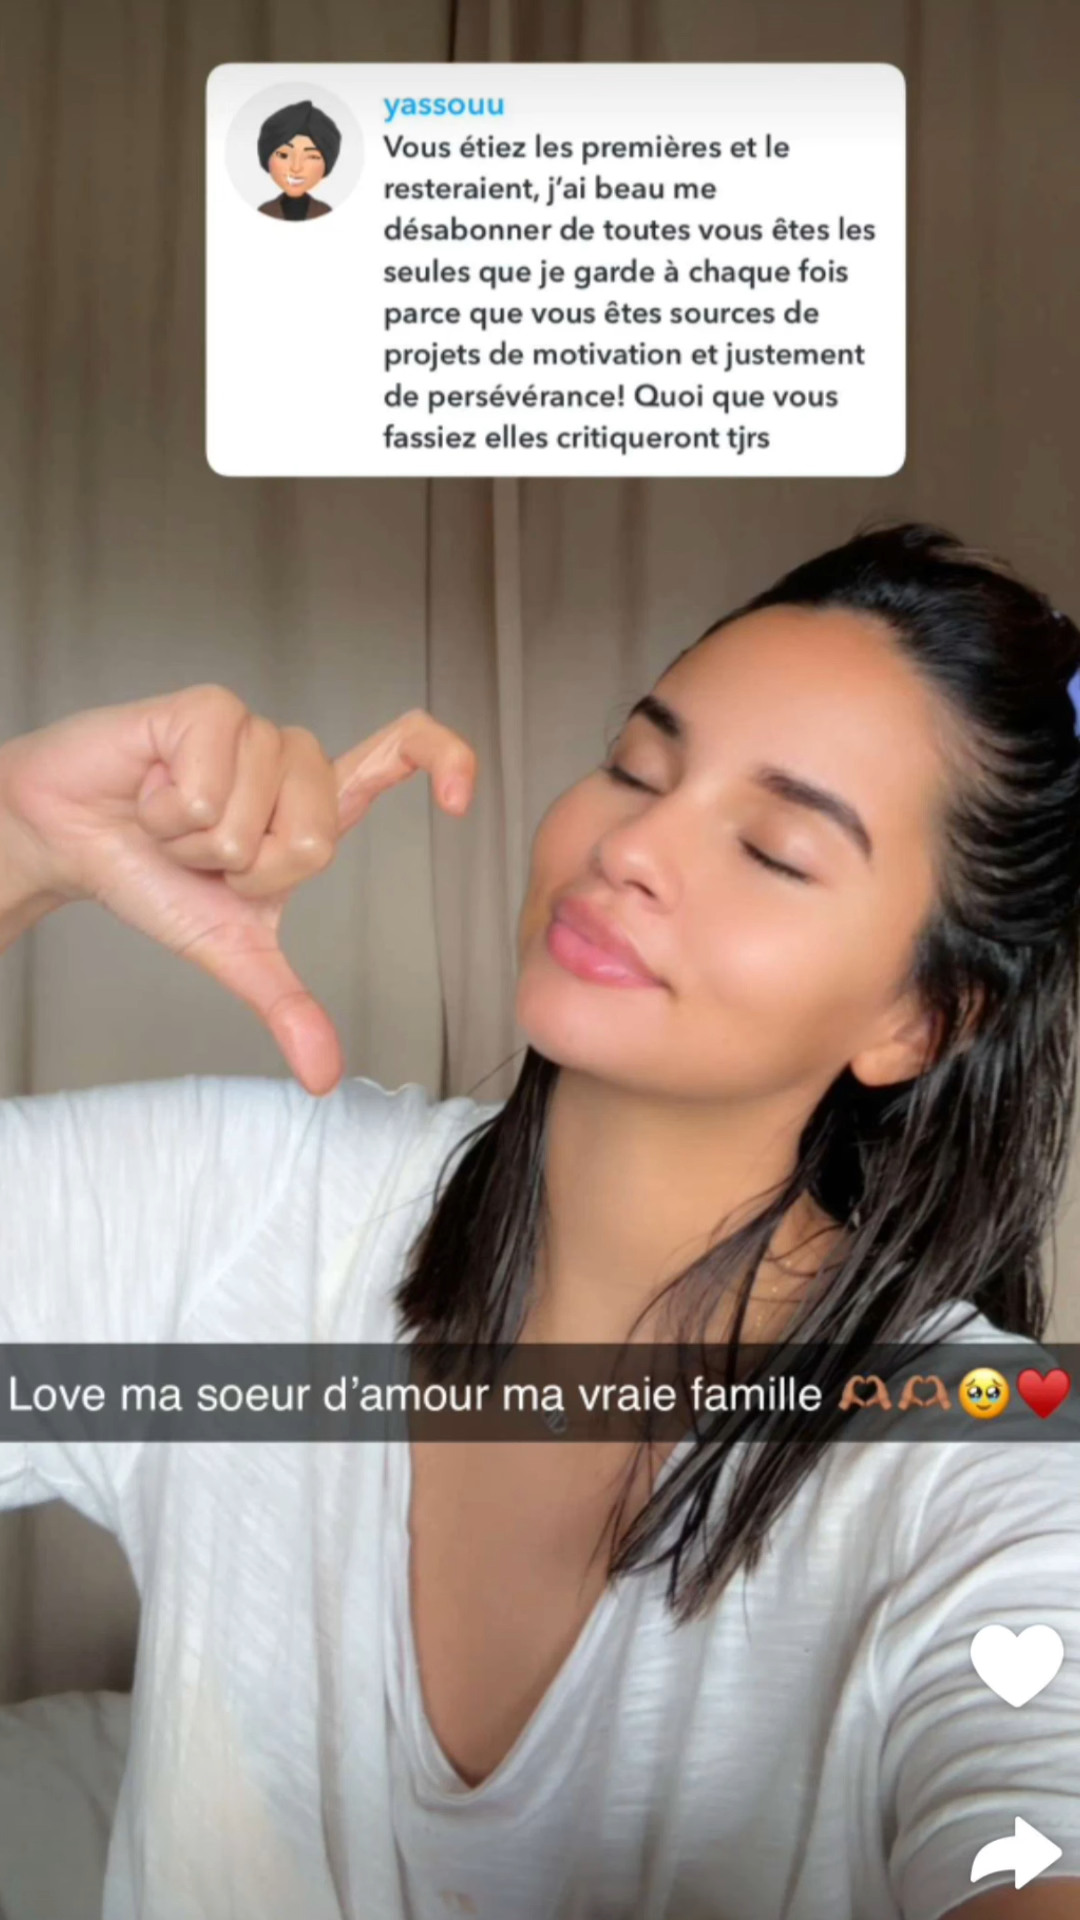 yassouu
Vous étiez les premières et le
resteraient, j’ai beau me
désabonner de toutes vous êtes les
seules que je garde à chaque fois
parce que vous êtes sources de
projets de motivation et justement
de persévérance! Quoi que vous
fassiez elles critiqueront tjrs
Love ma soeur d’amour ma vraie famille 🫶🏽🫶🏽🥹♥️